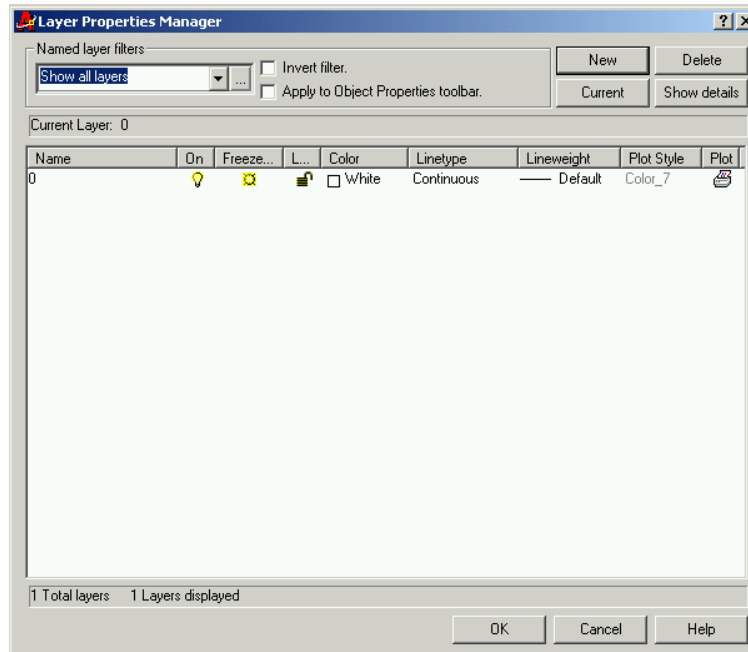 Layer Properties Manager
Named layer filters
Show all layers
...
Invert filter.
Apply to Object Properties toolbar.
New
Delete
Current
Show details
Current Layer: 0
Name On Freeze... L... Color Linetype Lineweight Plot Style Plot
0 White Continuous Default Color_7
1 Total layers 1 Layers displayed
OK Cancel Help